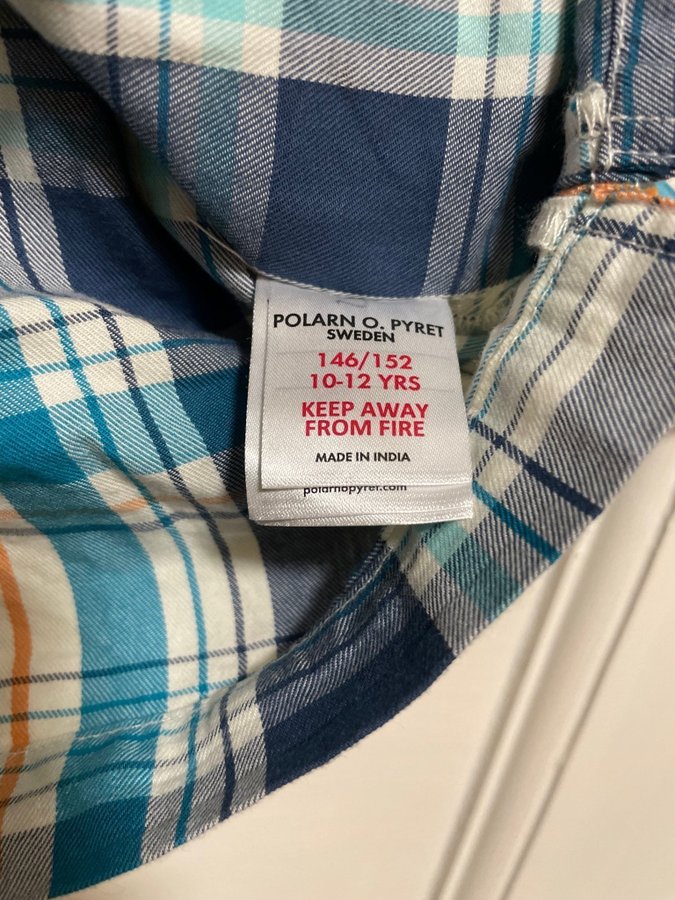 POLARN O. PYRET
SWEDEN
146/152
10-12 YRS
KEEP AWAY
FROM FIRE
MADE IN INDIA
polarnopyret.com